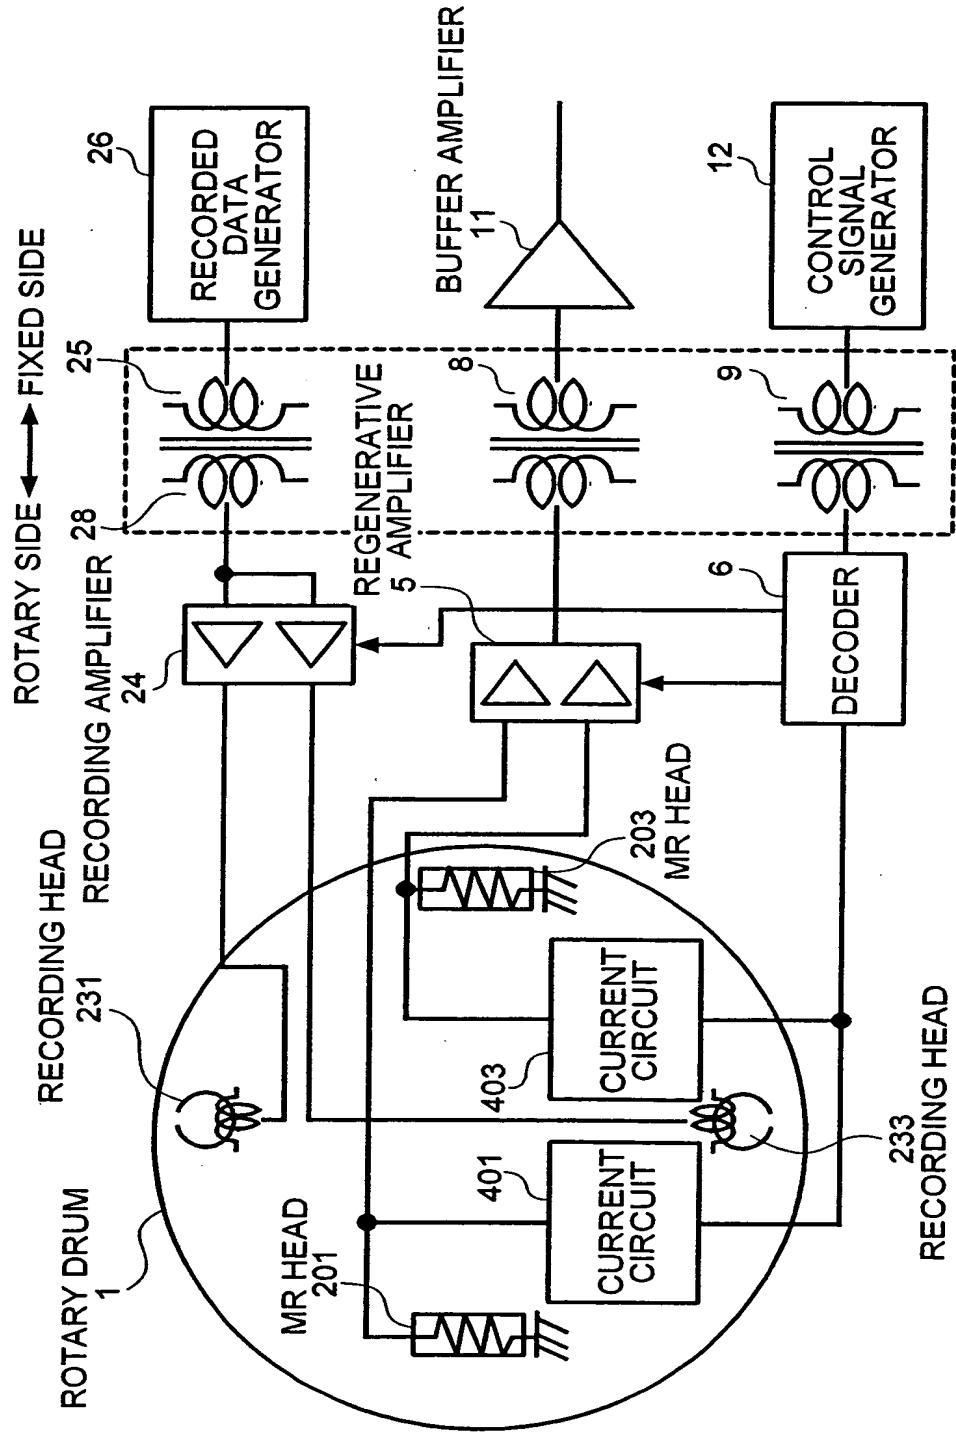 ROTARY SIDE
FIXED SIDE
26
RECORDED
DATA
GENERATOR
25
28
RECORDING AMPLIFIER
24
RECORDING HEAD
231
ROTARY DRUM
1
BUFFER AMPLIFIER
11
8
REGENERATIVE
5 AMPLIFIER
203
MR HEAD
MR HEAD
201
CURRENT
CIRCUIT
403
CURRENT
CIRCUIT
401
12
CONTROL
SIGNAL
GENERATOR
9
6
DECODER
233
RECORDING HEAD